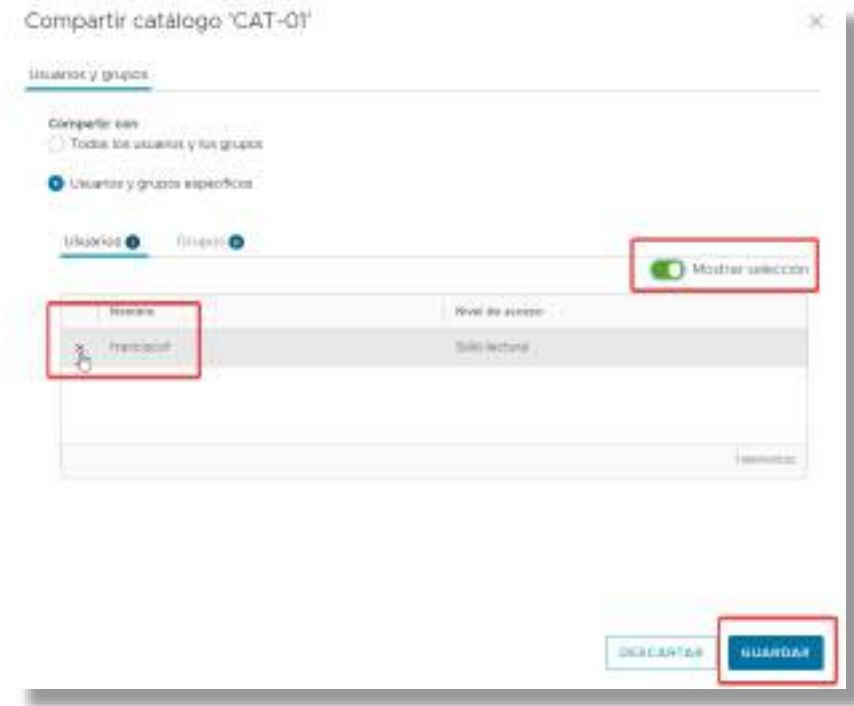 Compartir catálogo 'CAT-01'
Usuarios y grupos
Compartir con
Todos los usuarios y los grupos
Usuarios y grupos específicos
Usuarios Grupos
Mostrar selección
Nombre Nivel de acceso
Sólo lectura
DESCARTAR GUARDAR